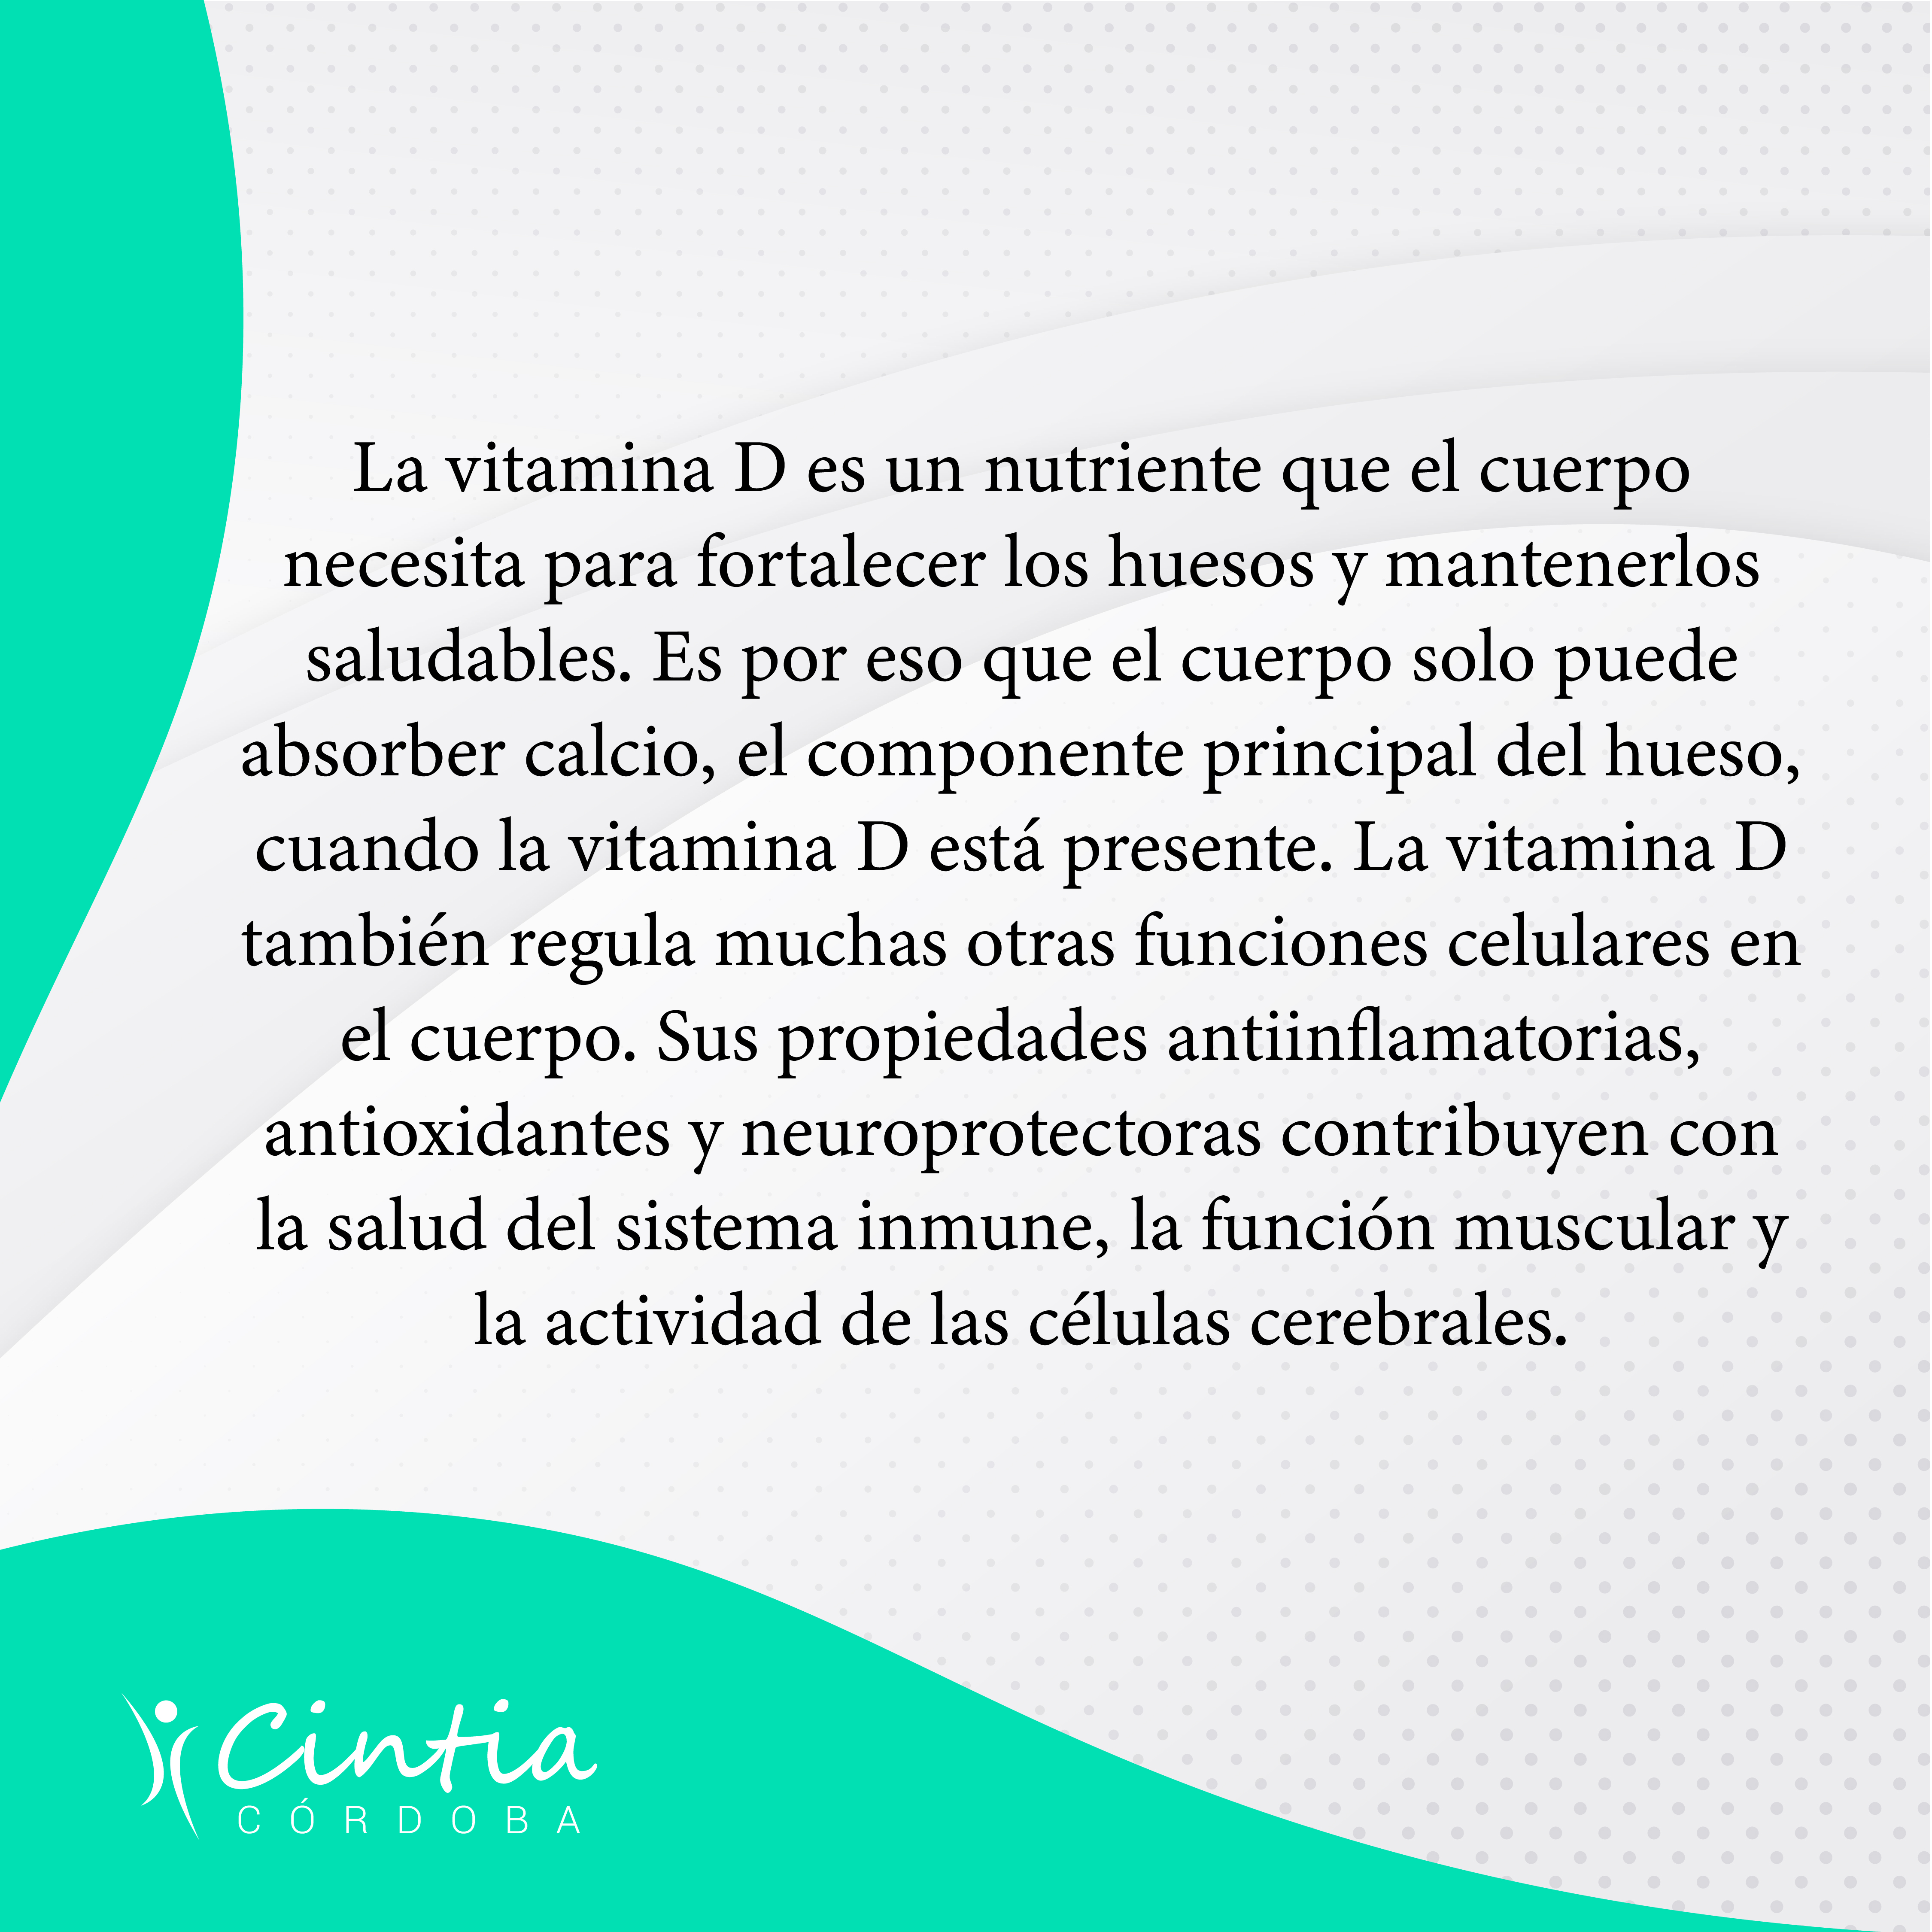 La vitamina D es un nutriente que el cuerpo
necesita para fortalecer los huesos y mantenerlos
saludables. Es por eso que el cuerpo solo puede
absorber calcio, el componente principal del hueso,
cuando la vitamina D está presente. La vitamina D
también regula muchas otras funciones celulares en
el cuerpo. Sus propiedades antiinflamatorias,
antioxidantes y neuroprotectoras contribuyen con
la salud del sistema inmune, la función muscular y
la actividad de las células cerebrales.
Cintia
CÓRDOBA